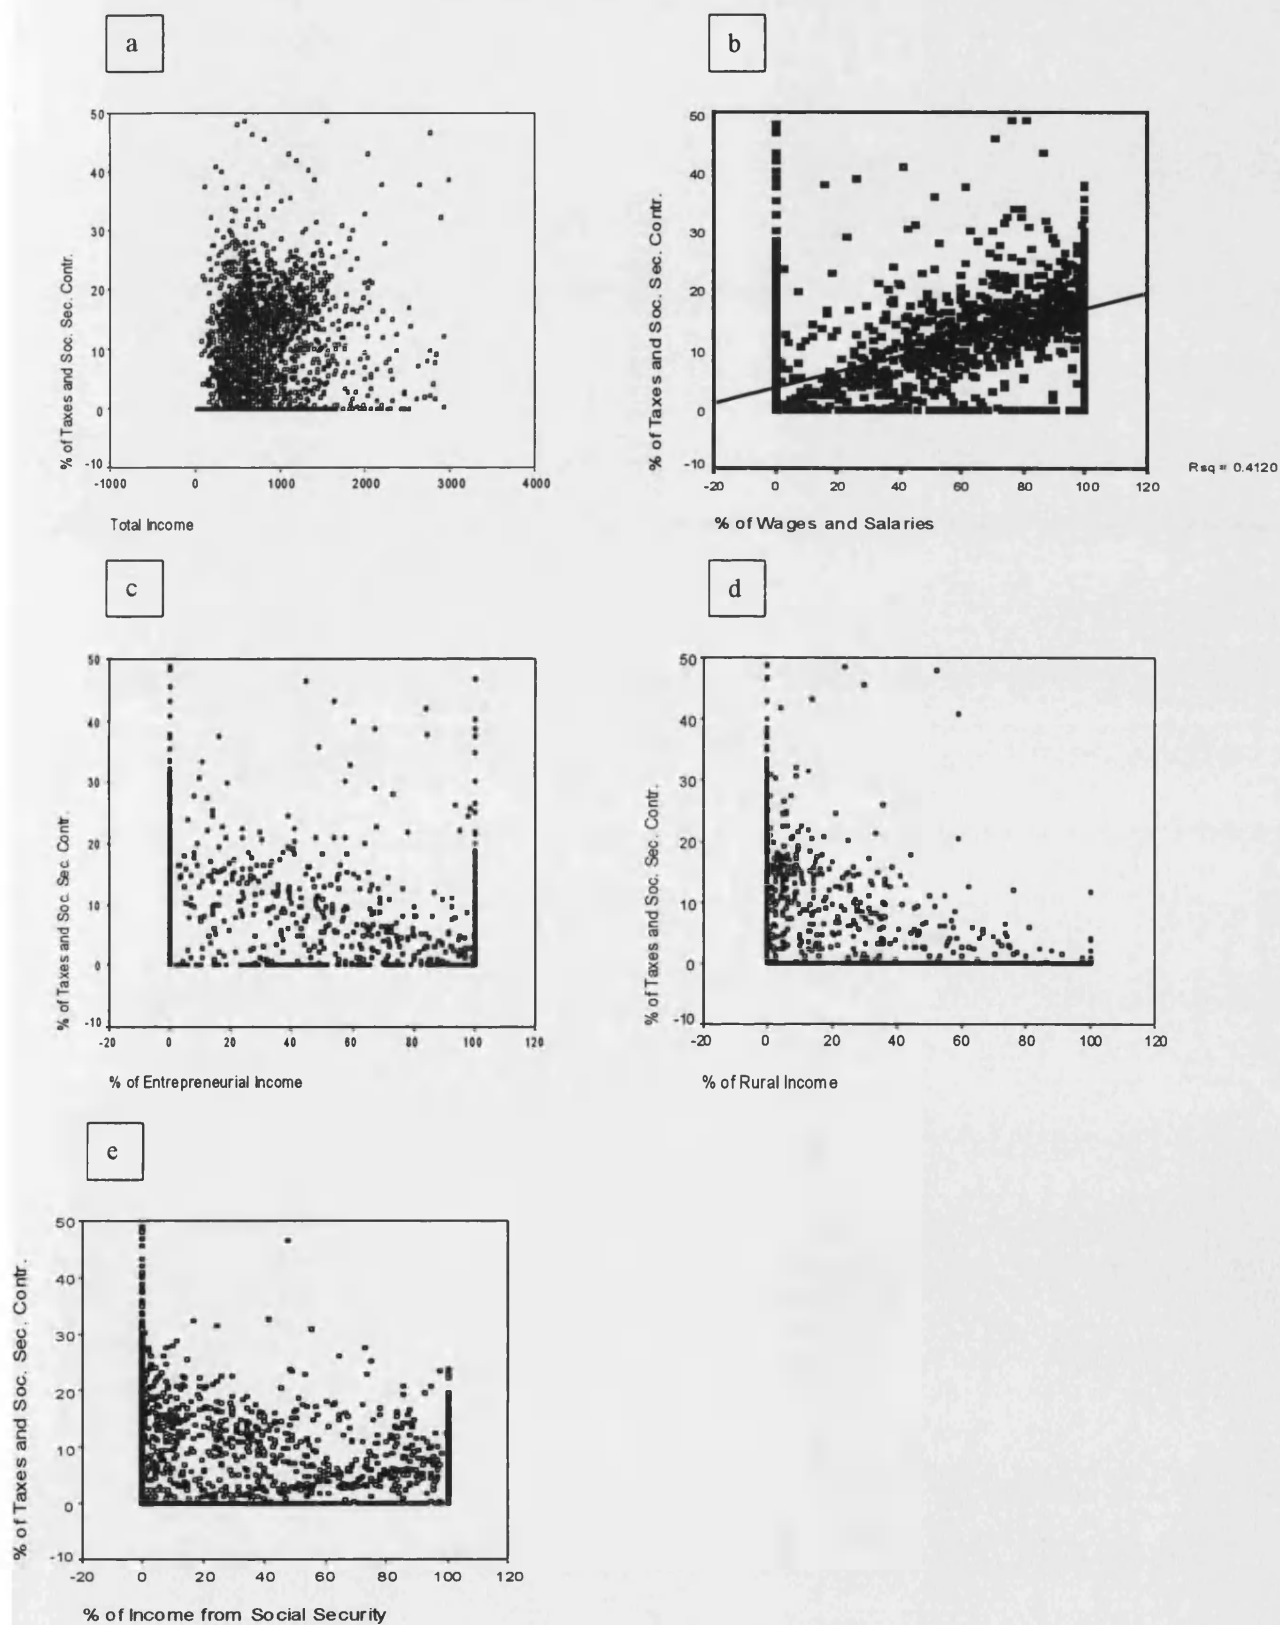 a
50
40
30
20
10
0
-10
% of Taxes and Soc. Sec. Contr.
-1000 0 1000 2000 3000 4000
Total Income
b
50
40
30
20
10
0
-10
% of Taxes and Soc. Sec. Contr.
-20 0 20 40 60 80 100 120
Rsq = 0.4120
% of Wages and Salaries
c
50
40
30
20
10
0
-10
% of Taxes and Soc. Sec. Contr.
-20 0 20 40 60 80 100 120
% of Entrepreneurial Income
d
50
40
30
20
10
0
-10
% of Taxes and Soc. Sec. Contr.
-20 0 20 40 60 80 100 120
% of Rural Income
e
50
40
30
20
10
0
-10
% of Taxes and Soc. Sec. Contr.
-20 0 20 40 60 80 100 120
% of Income from Social Security